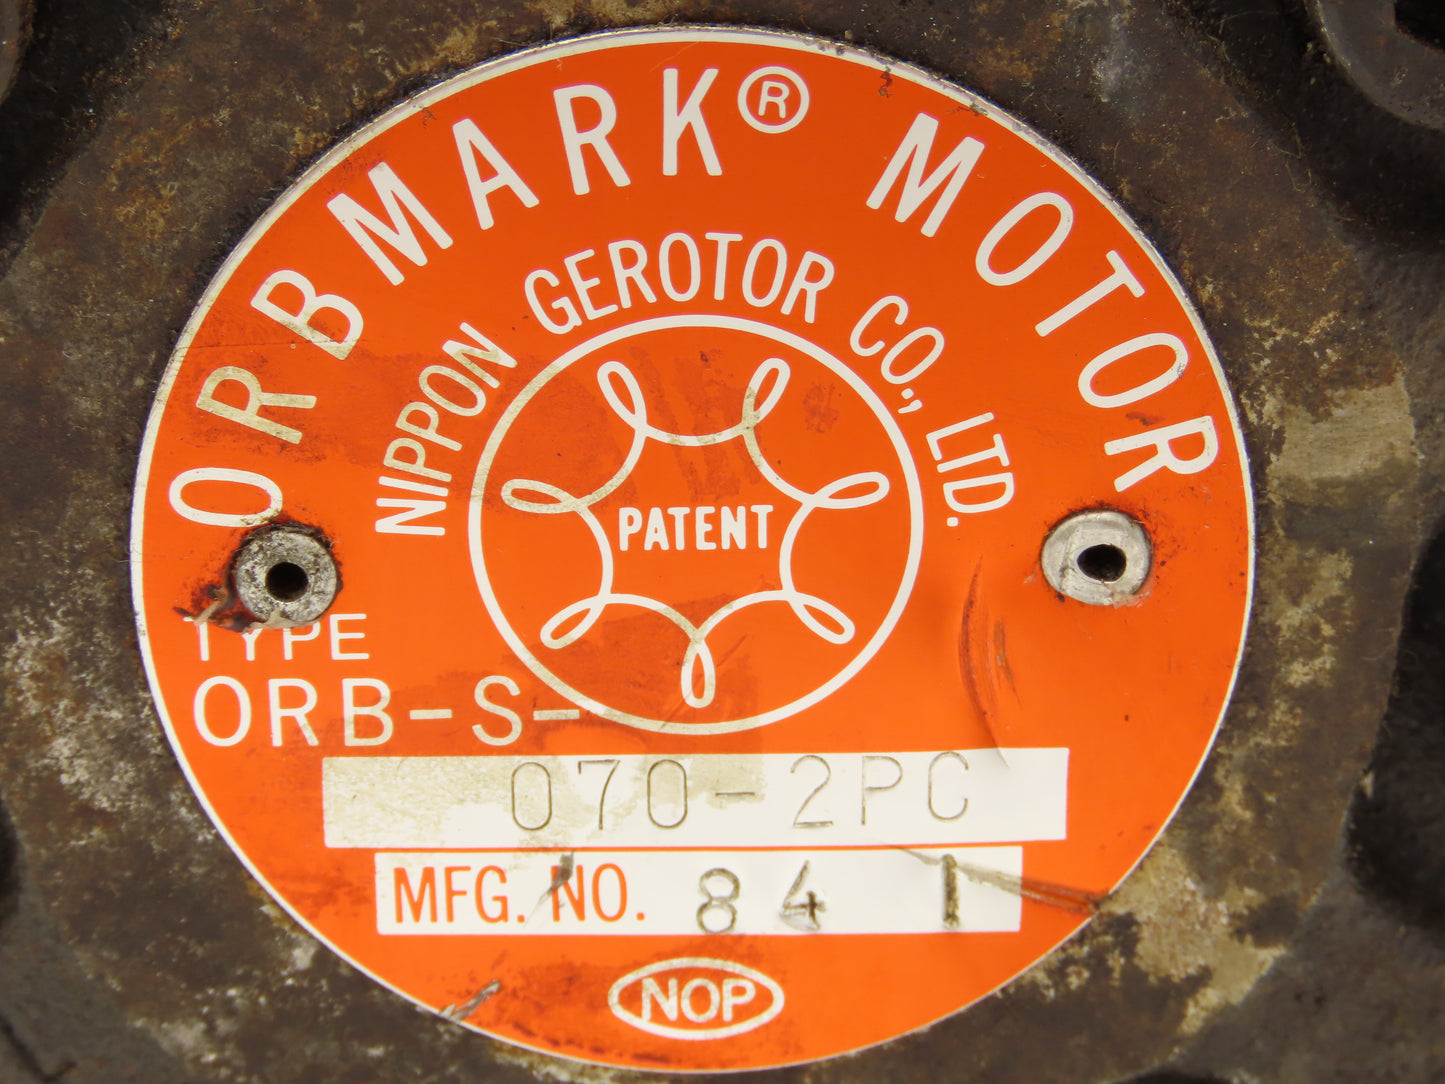 ORBMARK® MOTOR
NIPPON GEROTOR CO., LTD.
PATENT
TYPE
ORB-S-
070-2PC
MFG. NO. 84 1
NOP